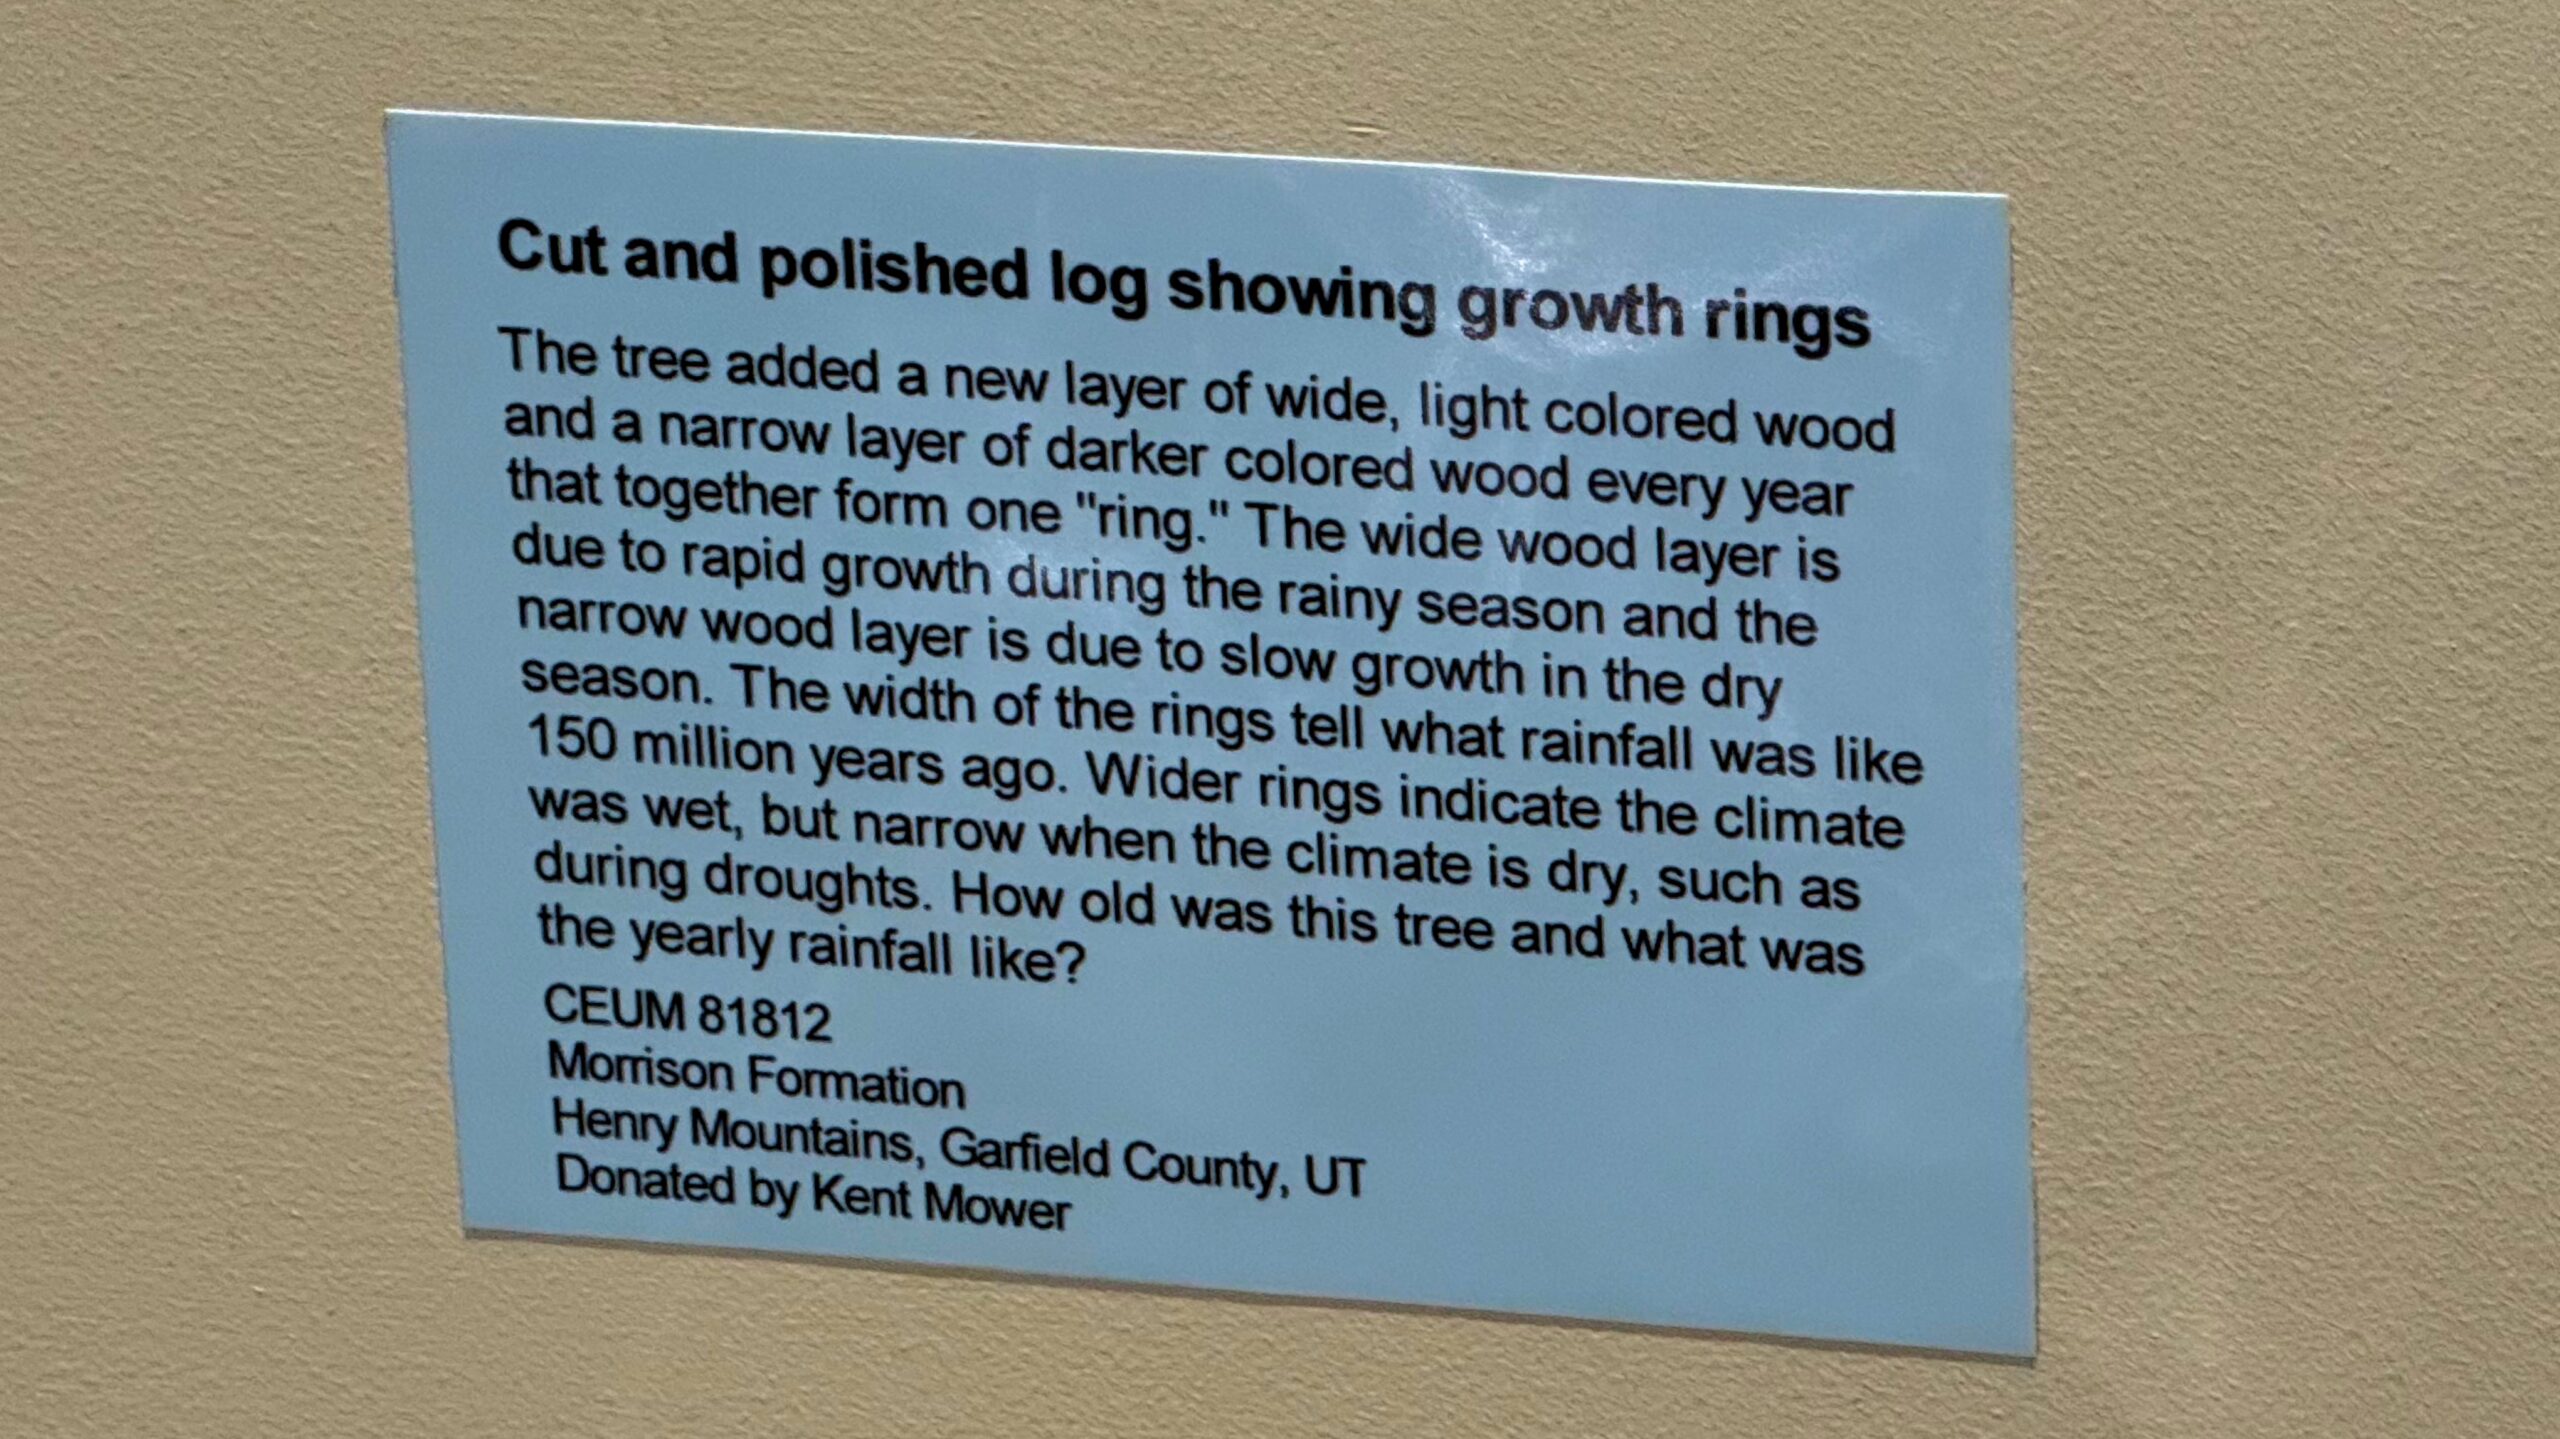 Cut and polished log showing growth rings
The tree added a new layer of wide, light colored wood
and a narrow layer of darker colored wood every year
that together form one "ring." The wide wood layer is
due to rapid growth during the rainy season and the
narrow wood layer is due to slow growth in the dry
season. The width of the rings tell what rainfall was like
150 million years ago. Wider rings indicate the climate
was wet, but narrow when the climate is dry, such as
during droughts. How old was this tree and what was
the yearly rainfall like?
CEUM 81812
Morrison Formation
Henry Mountains, Garfield County, UT
Donated by Kent Mower